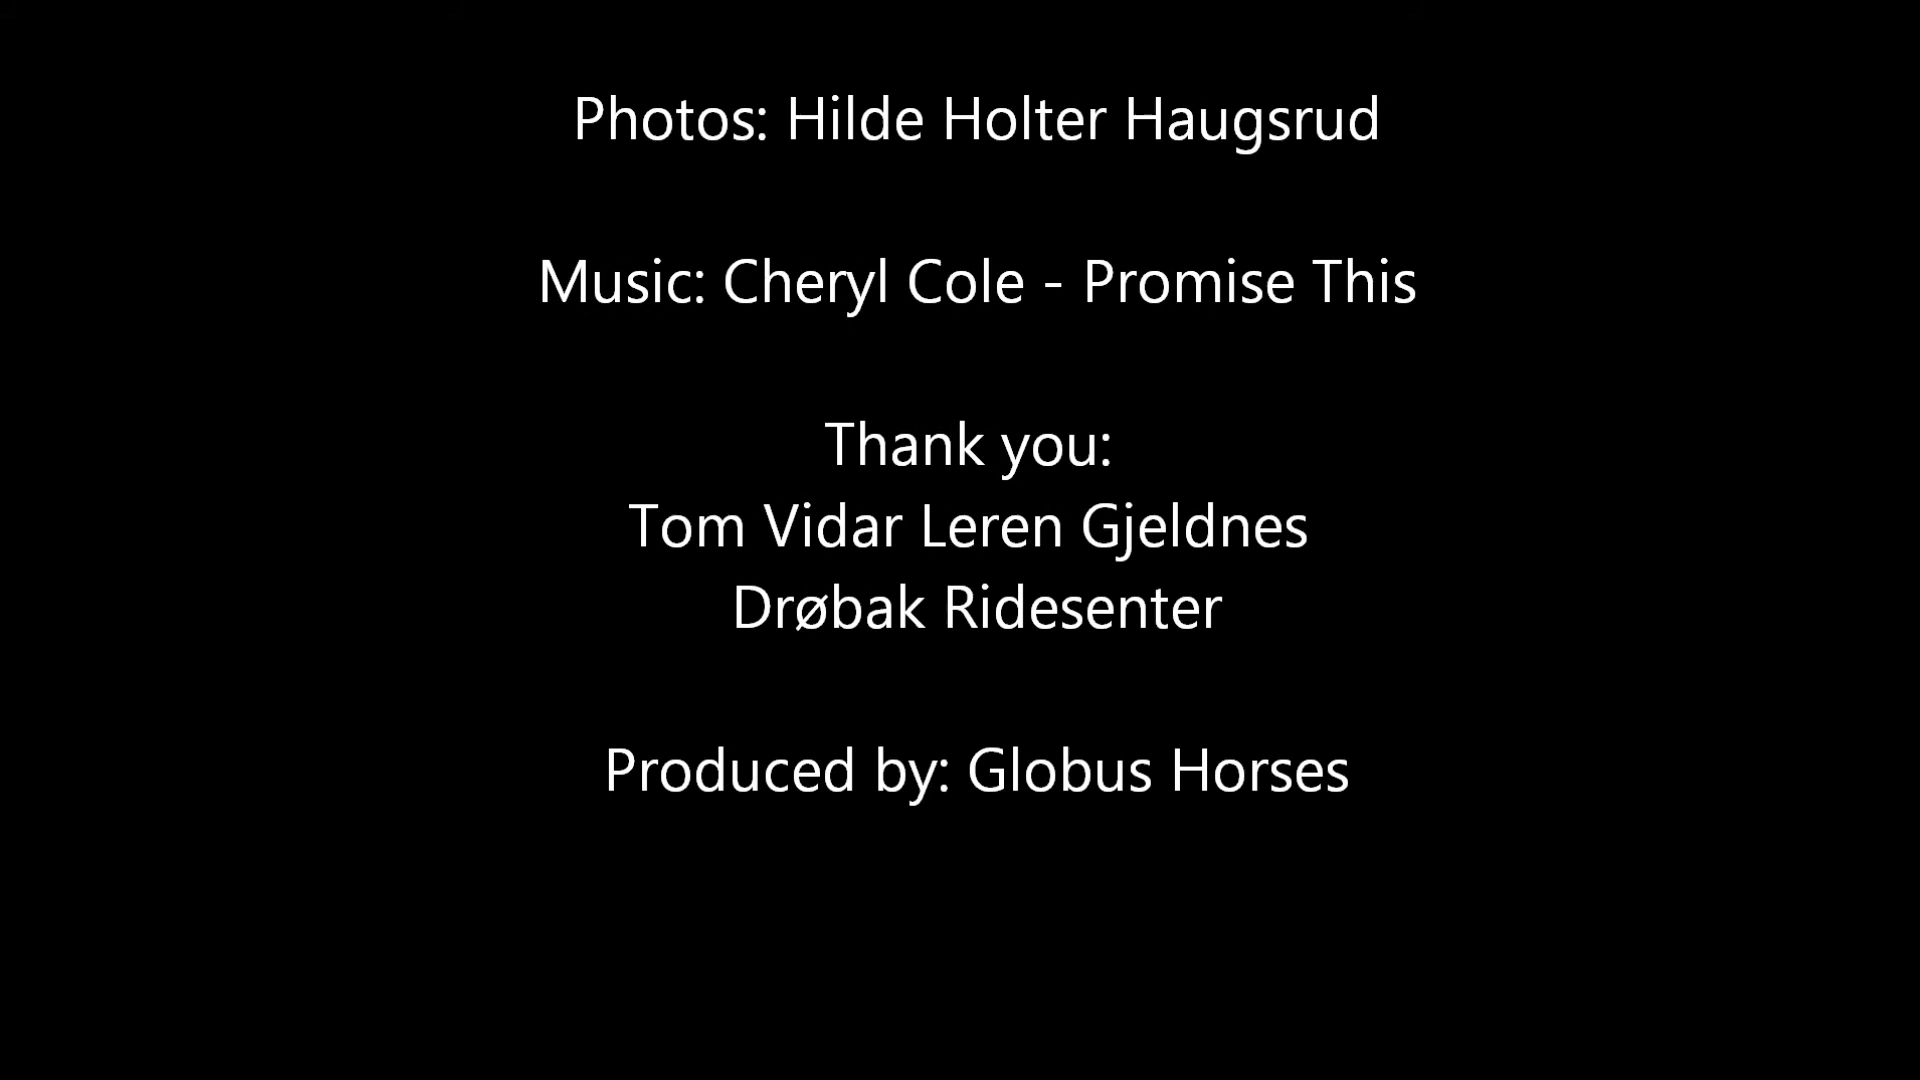 Photos: Hilde Holter Haugsrud
Music: Cheryl Cole - Promise This
Thank you:
Tom Vidar Leren Gjeldnes
Drøbak Ridesenter
Produced by: Globus Horses